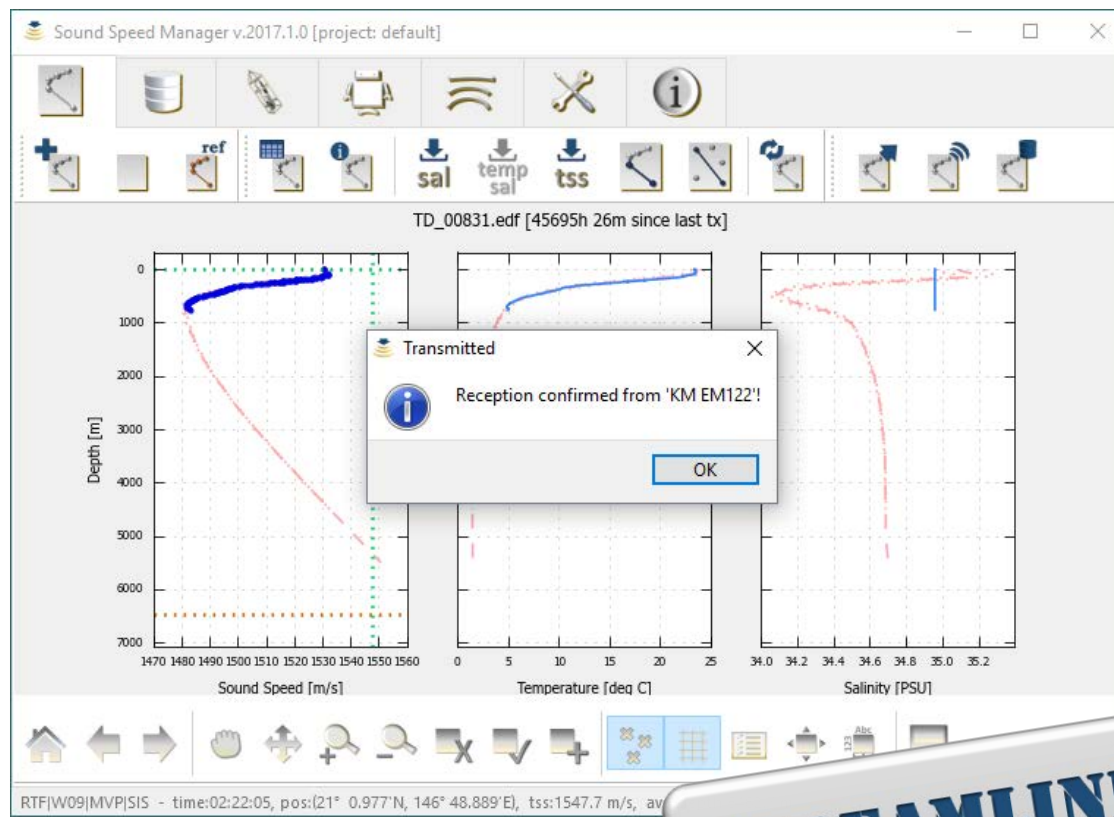 Sound Speed Manager v.2017.1.0 [project: default]
ref
sal
temp
sal
tss
TD_00831.edf [45695h 26m since last tx]
0
1000
2000
3000
4000
5000
6000
7000
Depth [m]
1470 1480 1490 1500 1510 1520 1530 1540 1550 1560
Sound Speed [m/s]
0 5 10 15 20 25
Temperature [deg C]
34.0 34.2 34.4 34.6 34.8 35.0 35.2
Salinity [PSU]
Transmitted
Reception confirmed from 'KM EM122'!
OK
Abc
123
RTF|W09|MVP|SIS - time:02:22:05, pos:(21° 0.977'N, 146° 48.889'E), tss:1547.7 m/s,